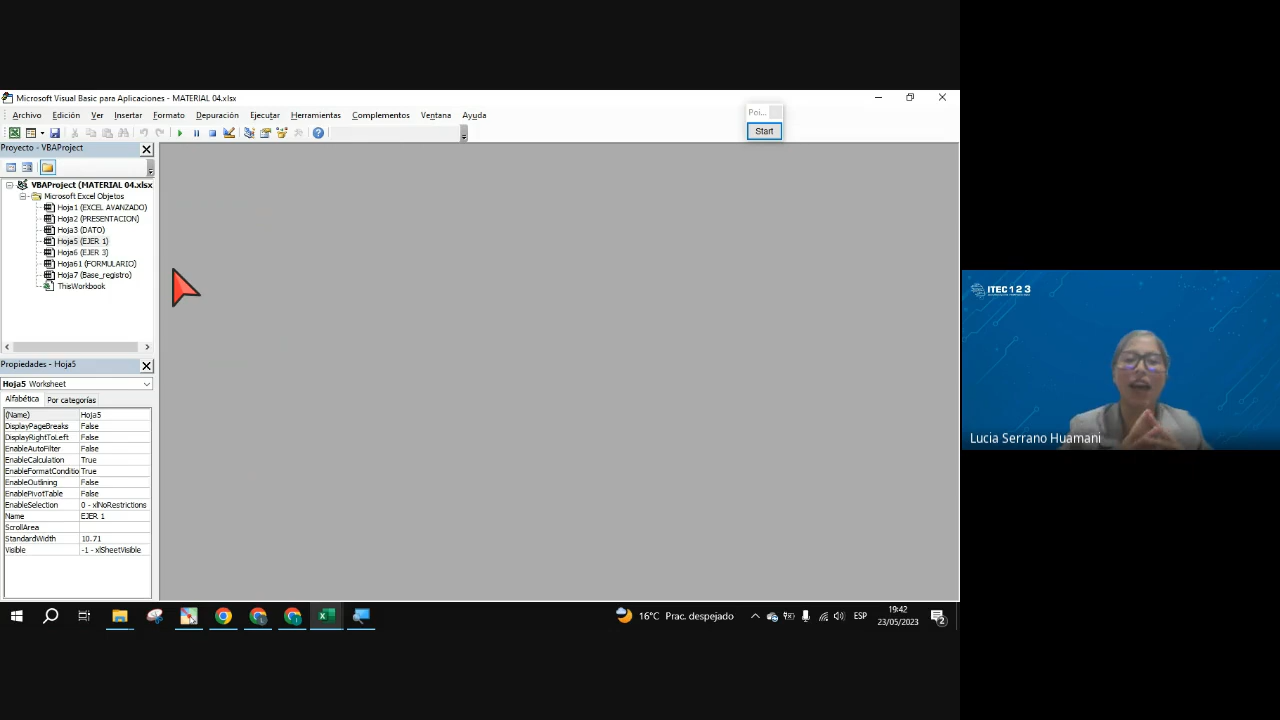 Microsoft Visual Basic para Aplicaciones - MATERIAL 04.xlsx
Archivo Edición Ver Insertar Formato Depuración Ejecutar Herramientas Complementos Ventana Ayuda
Poi...
Start
Proyecto - VBAProject
VBAProject (MATERIAL 04.xlsx
Microsoft Excel Objetos
Hoja1 (EXCEL AVANZADO)
Hoja2 (PRESENTACION)
Hoja3 (DATO)
Hoja5 (EJER 1)
Hoja6 (EJER 3)
Hoja61 (FORMULARIO)
Hoja7 (Base_registro)
ThisWorkbook
Propiedades - Hoja5
Hoja5 Worksheet
Alfabética Por categorías
(Name) Hoja5
DisplayPageBreaks False
DisplayRightToLeft False
EnableAutoFilter False
EnableCalculation True
EnableFormatConditio True
EnableOutlining False
EnablePivotTable False
EnableSelection 0 - xlNoRestrictions
Name EJER 1
ScrollArea
StandardWidth 10.71
Visible -1 - xlSheetVisible
16°C Prac. despejado
ESP
19:42
23/05/2023
2
ITEC 1 2 3
Lucia Serrano Huamani